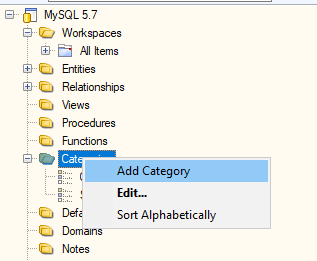 MySQL 5.7
Workspaces
All Items
Entities
Relationships
Views
Procedures
Functions
Add Category
Edit...
Sort Alphabetically
Domains
Notes